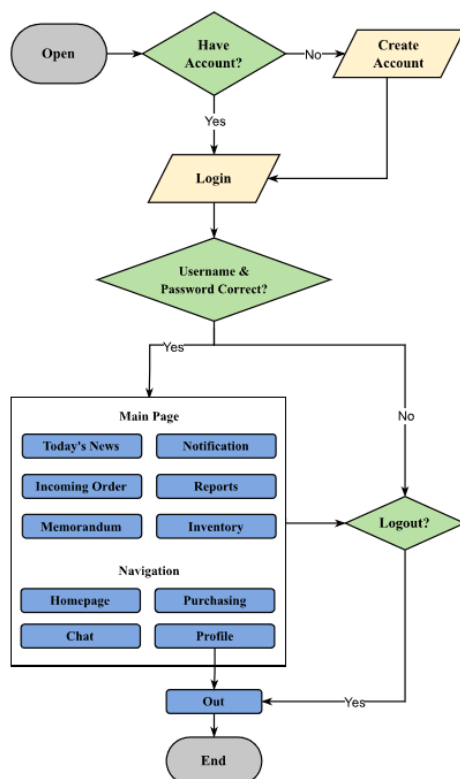 Open
Have
Account?
No
Create
Account
Yes
Login
Username &
Password Correct?
Yes
No
Main Page
Today's News
Notification
Incoming Order
Reports
Memorandum
Inventory
Logout?
Navigation
Homepage
Purchasing
Chat
Profile
Out
Yes
End